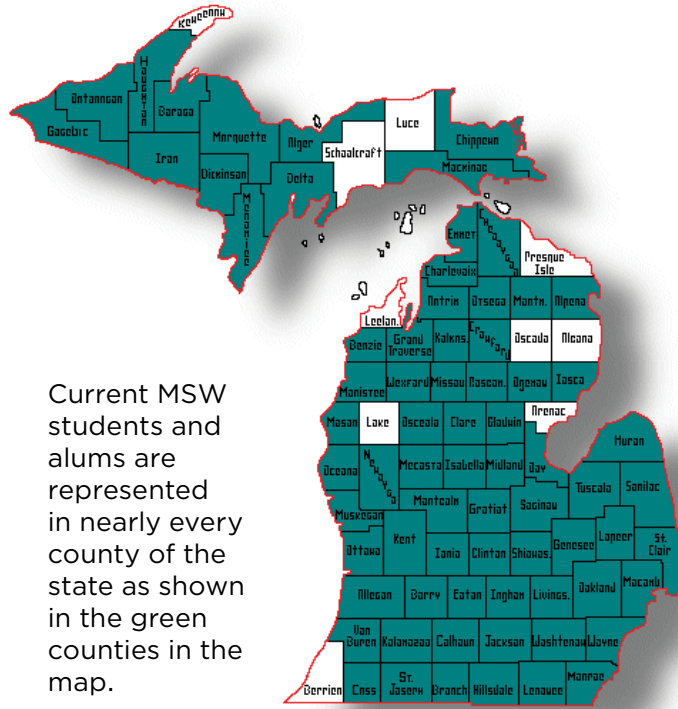 Keweenaw
Houghton
Ontonagon
Baraga
Gogebic
Iron
Marquette
Dickinson
Menominee
Alger
Delta
Schoolcraft
Luce
Chippewa
Mackinac
Emmet
Cheboygan
Presque
Isle
Charlevoix
Antrim
Otsego
Montm.
Alpena
Leelan.
Benzie
Grand
Traverse
Kalkns.
Crawford
Oscoda
Alcona
Manistee
Wexford
Missau
Roscom.
Ogemaw
Iosco
Mason
Lake
Osceola
Clare
Gladwin
Arenac
Oceana
Newaygo
Mecosta
Isabella
Midland
Bay
Huron
Muskegon
Montcalm
Gratiot
Saginaw
Tuscola
Sanilac
Ottawa
Kent
Ionia
Clinton
Shiawas.
Genesee
Lapeer
St.
Clair
Allegan
Barry
Eaton
Ingham
Livings.
Oakland
Macomb
Van
Buren
Kalamazoo
Calhoun
Jackson
Washtenaw
Wayne
Berrien
Cass
St.
Joseph
Branch
Hillsdale
Lenawee
Monroe
Current MSW
students and
alums are
represented
in nearly every
county of the
state as shown
in the green
counties in the
map.